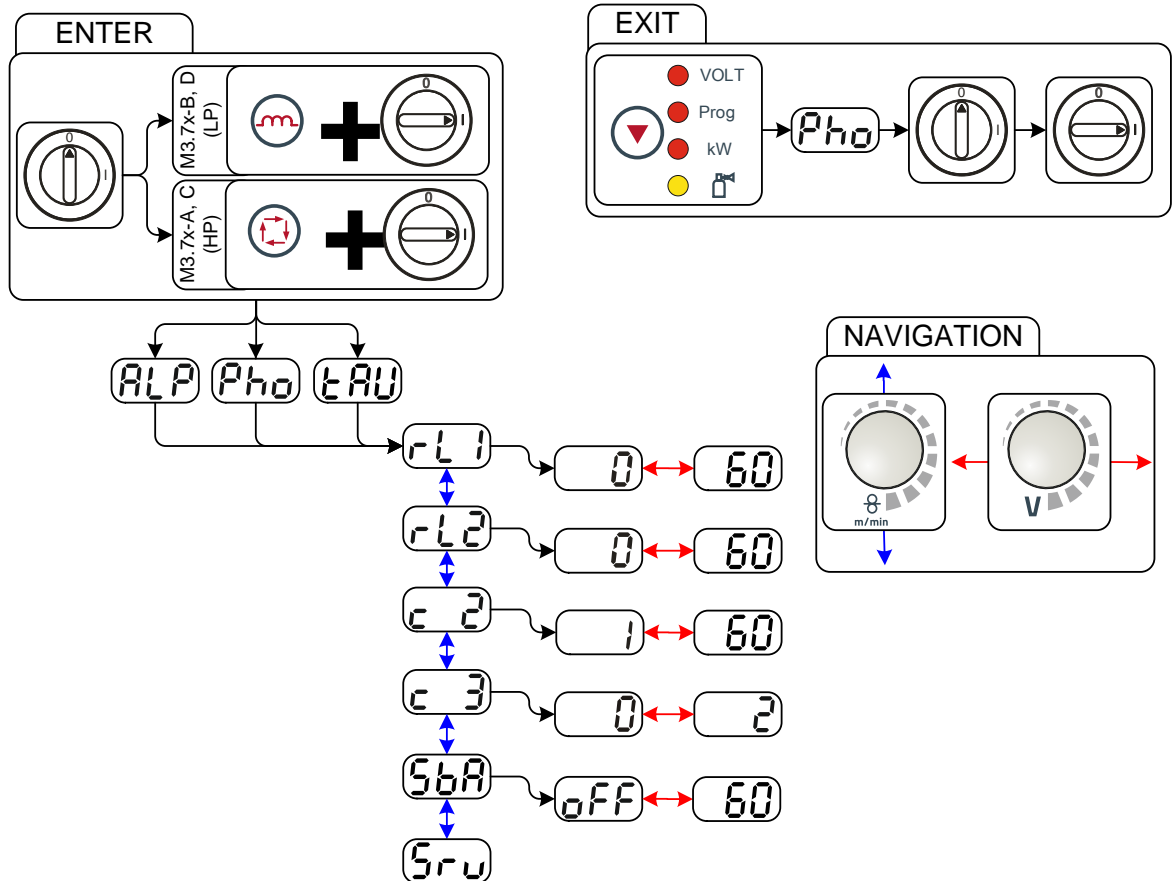 ENTER
0
I
M3.7x-B, D
(LP)
0
I
M3.7x-A, C
(HP)
0
I
EXIT
VOLT
Prog
kW
Pho
0
I
0
I
ALP
Pho
tAU
NAVIGATION
m/min
V
rL1
0
60
rL2
0
60
c 2
1
60
c 3
0
2
SbA
oFF
60
Srv